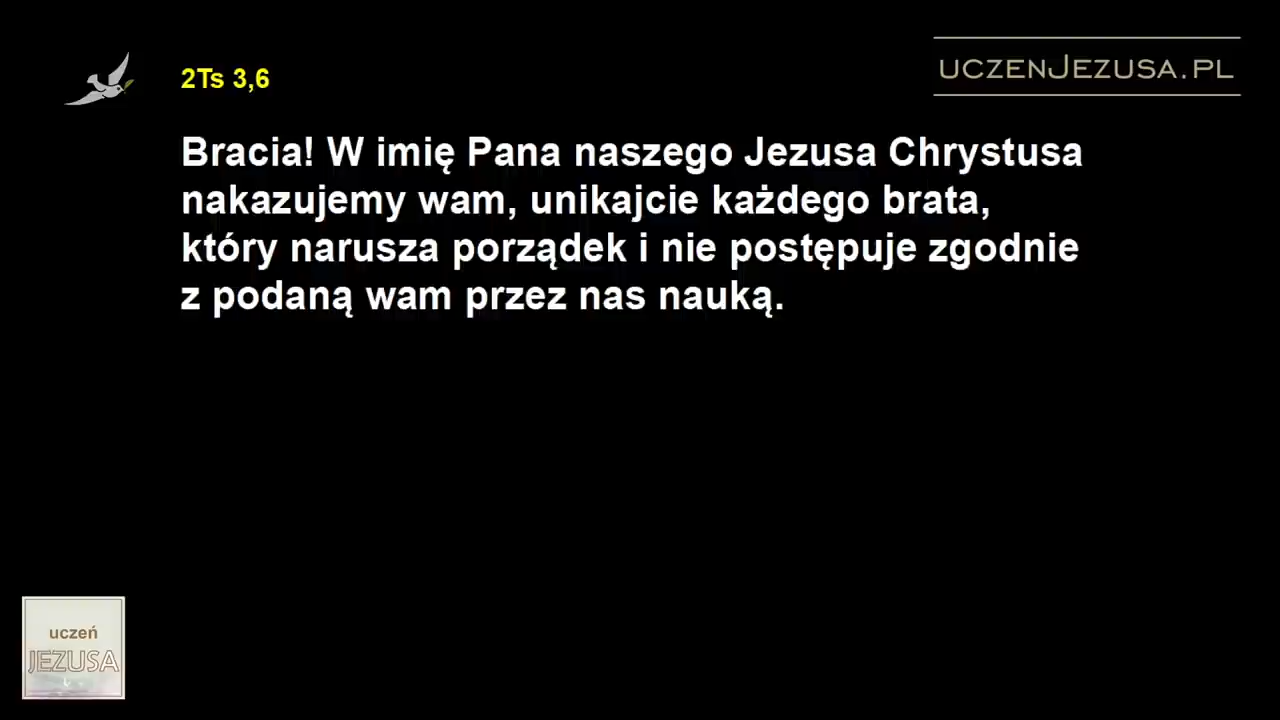 2Ts 3,6
UCZENJEZUSA.PL
Bracia! W imię Pana naszego Jezusa Chrystusa
nakazujemy wam, unikajcie każdego brata,
który narusza porządek i nie postępuje zgodnie
z podaną wam przez nas nauką.
uczeń
JEZUSA